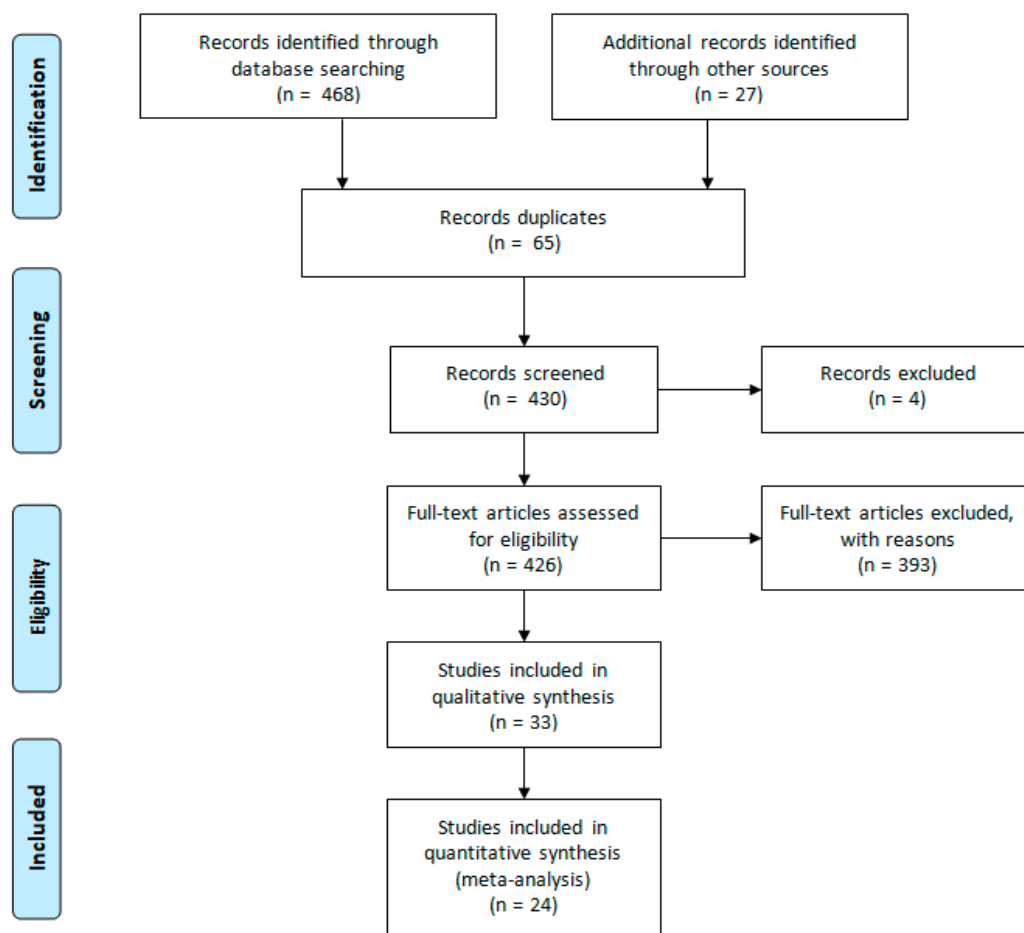 Identification
Records identified through
database searching
(n = 468)
Additional records identified
through other sources
(n = 27)
Records duplicates
(n = 65)
Screening
Records screened
(n = 430)
Records excluded
(n = 4)
Eligibility
Full-text articles assessed
for eligibility
(n = 426)
Full-text articles excluded,
with reasons
(n = 393)
Studies included in
qualitative synthesis
(n = 33)
Included
Studies included in
quantitative synthesis
(meta-analysis)
(n = 24)